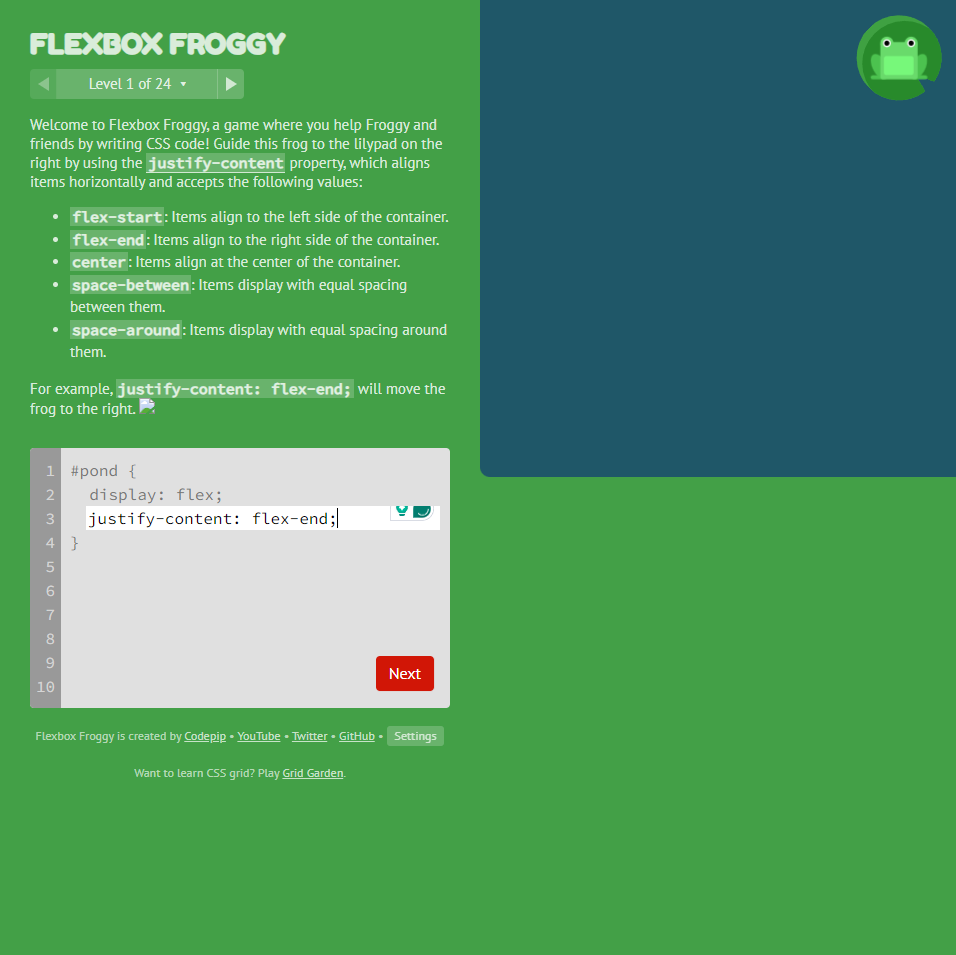 FLEXBOX FROGGY
Level 1 of 24
Welcome to Flexbox Froggy, a game where you help Froggy and
friends by writing CSS code! Guide this frog to the lilypad on the
right by using the justify-content property, which aligns
items horizontally and accepts the following values:
• flex-start: Items align to the left side of the container.
• flex-end: Items align to the right side of the container.
• center: Items align at the center of the container.
• space-between: Items display with equal spacing
between them.
• space-around: Items display with equal spacing around
them.
For example, justify-content: flex-end; will move the
frog to the right.
1 #pond {
2 display: flex;
3 justify-content: flex-end;
4 }
5
6
7
8
9
10
Next
Flexbox Froggy is created by Codepip • YouTube • Twitter • GitHub • Settings
Want to learn CSS grid? Play Grid Garden.